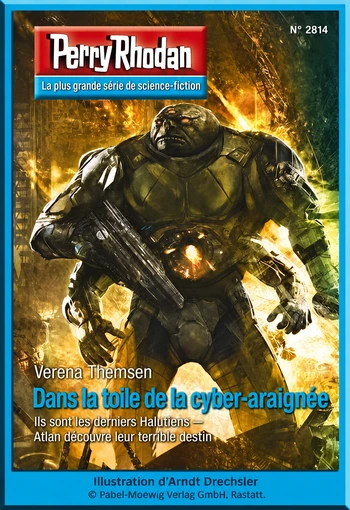 N° 2814
Perry Rhodan
La plus grande série de science-fiction
Verena Themsen
Dans la toile de la cyber-araignée
Ils sont les derniers Halutiens –
Atlan découvre leur terrible destin
Illustration d'Arndt Drechsler
© Pabel-Moewig Verlag GmbH, Rastatt.